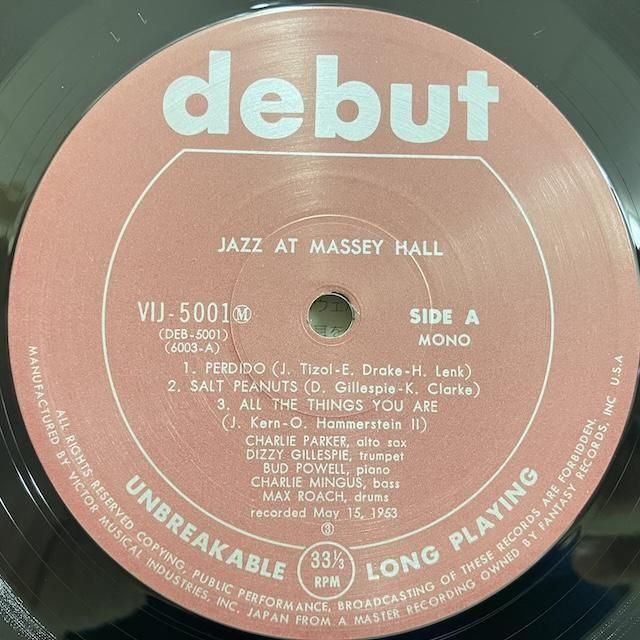 debut
JAZZ AT MASSEY HALL
VIJ-5001 Ⓜ
(DEB-5001)
(6003-A)
SIDE A
MONO
1. PERDIDO (J. Tizol-E. Drake-H. Lenk)
2. SALT PEANUTS (D. Gillespie-K. Clarke)
3. ALL THE THINGS YOU ARE
(J. Kern-O. Hammerstein II)
CHARLIE PARKER, alto sax
DIZZY GILLESPIE, trumpet
BUD POWELL, piano
CHARLIE MINGUS, bass
MAX ROACH, drums
recorded May 15, 1953
③
UNBREAKABLE
33⅓
RPM
LONG PLAYING
ALL RIGHTS RESERVED COPYING, PUBLIC PERFORMANCE, BROADCASTING OF THESE RECORDS ARE FORBIDDEN.
MANUFACTURED BY VICTOR MUSICAL INDUSTRIES, INC. JAPAN FROM A MASTER RECORDING OWNED BY FANTASY RECORDS, INC U.S.A